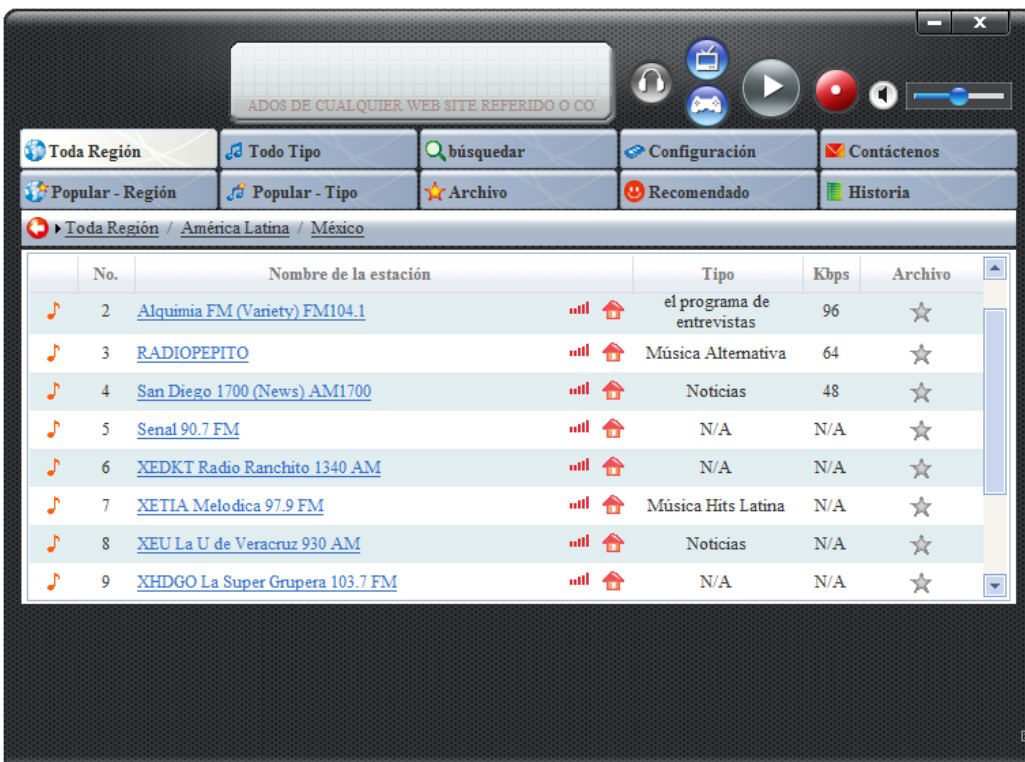 x
ADOS DE CUALQUIER WEB SITE REFERIDO O CO
Toda Región Todo Tipo búsquedar Configuración Contáctenos
Popular - Región Popular - Tipo Archivo Recomendado Historia
Toda Región / América Latina / México
No. Nombre de la estación Tipo Kbps Archivo
2 Alquimia FM (Variety) FM104.1 el programa de entrevistas 96
3 RADIOPEPITO Música Alternativa 64
4 San Diego 1700 (News) AM1700 Noticias 48
5 Senal 90.7 FM N/A N/A
6 XEDKT Radio Ranchito 1340 AM N/A N/A
7 XETIA Melodica 97.9 FM Música Hits Latina N/A
8 XEU La U de Veracruz 930 AM Noticias N/A
9 XHDGO La Super Grupera 103.7 FM N/A N/A